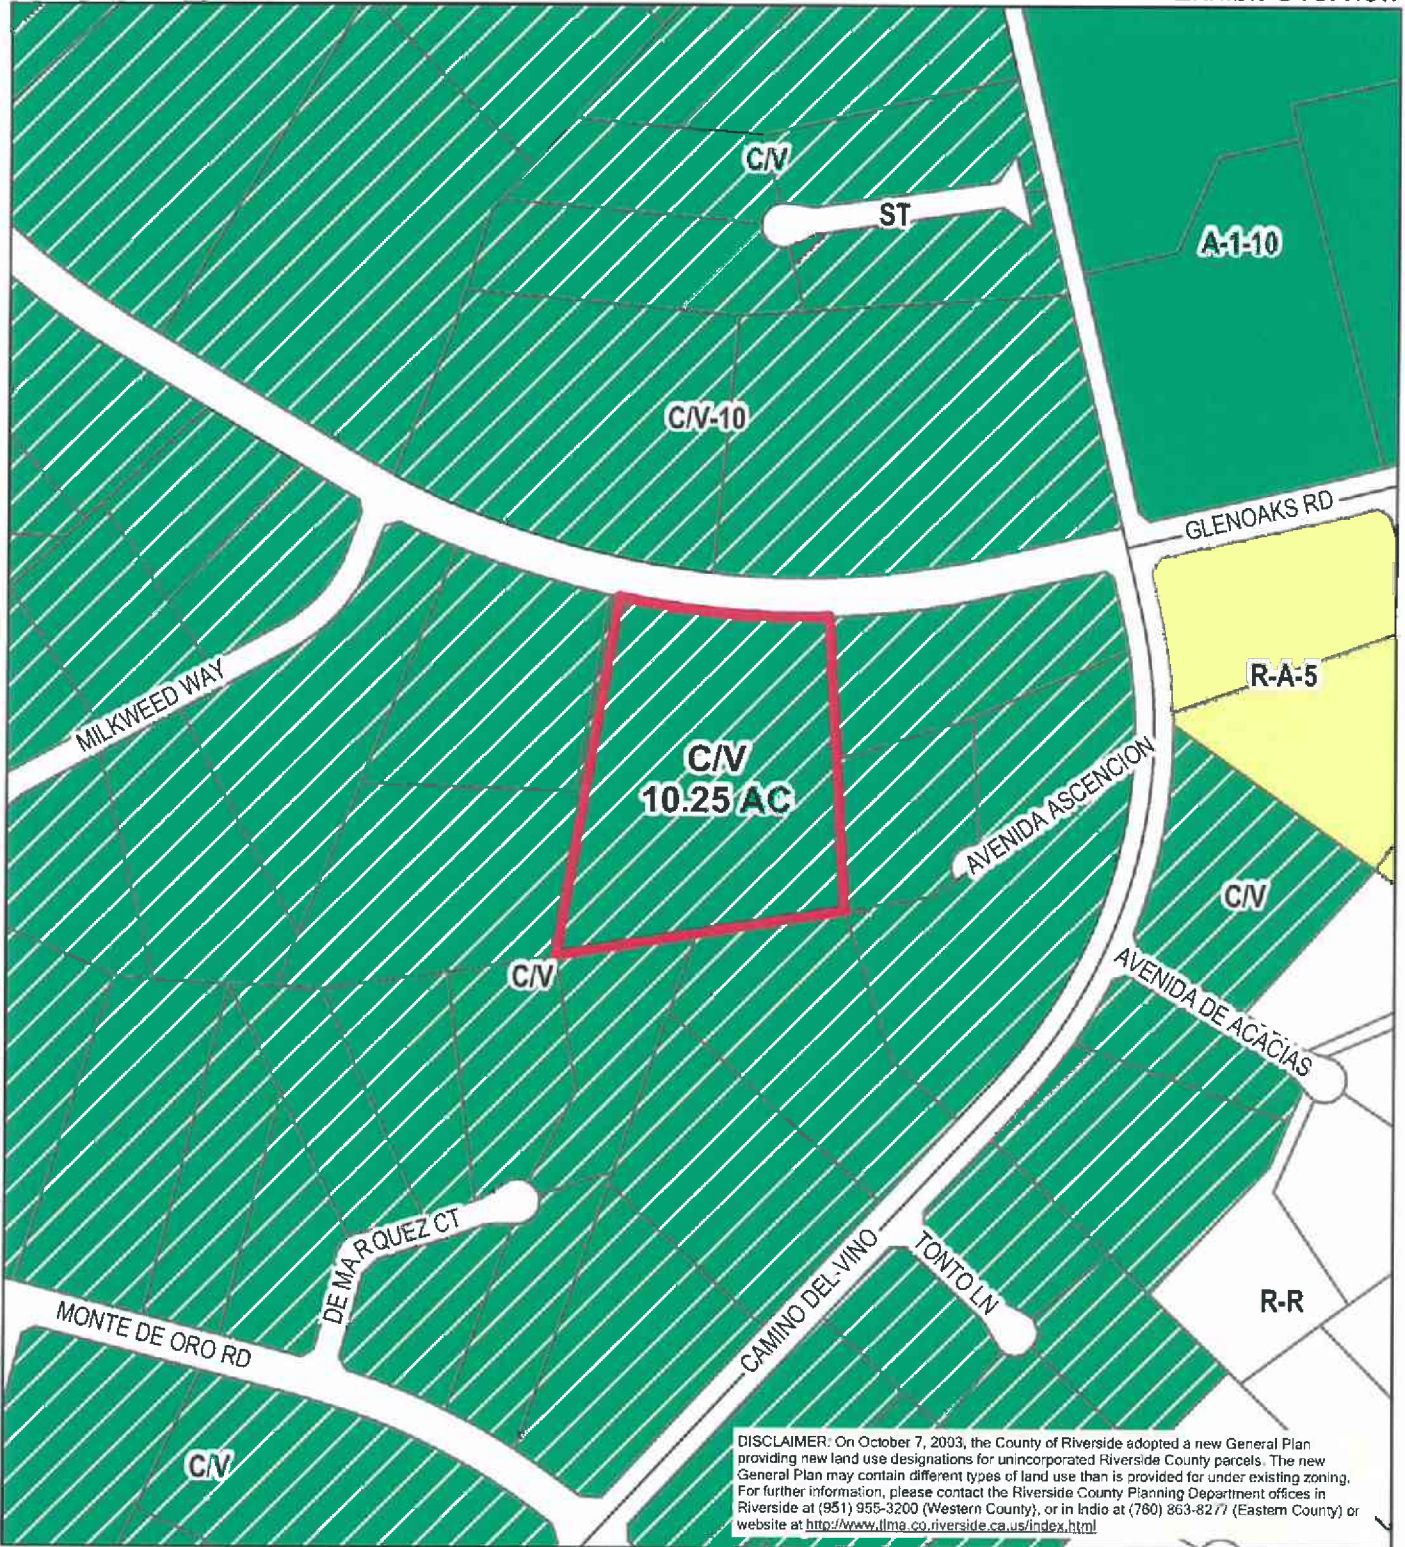 C/V
ST
A-1-10
C/V-10
GLENOAKS RD
R-A-5
MILKWEED WAY
C/V
10.25 AC
AVENIDA ASCENCION
C/V
C/V
AVENIDA DE ACACIAS
DE MARQUEZ CT
TONTO LN
CAMINO DEL VINO
R-R
MONTE DE ORO RD
C/V
DISCLAIMER: On October 7, 2003, the County of Riverside adopted a new General Plan
providing new land use designations for unincorporated Riverside County parcels. The new
General Plan may contain different types of land use than is provided for under existing zoning.
For further information, please contact the Riverside County Planning Department offices in
Riverside at (951) 955-3200 (Western County), or in Indio at (760) 863-8277 (Eastern County) or
website at http://www.tlma.co.riverside.ca.us/index.html